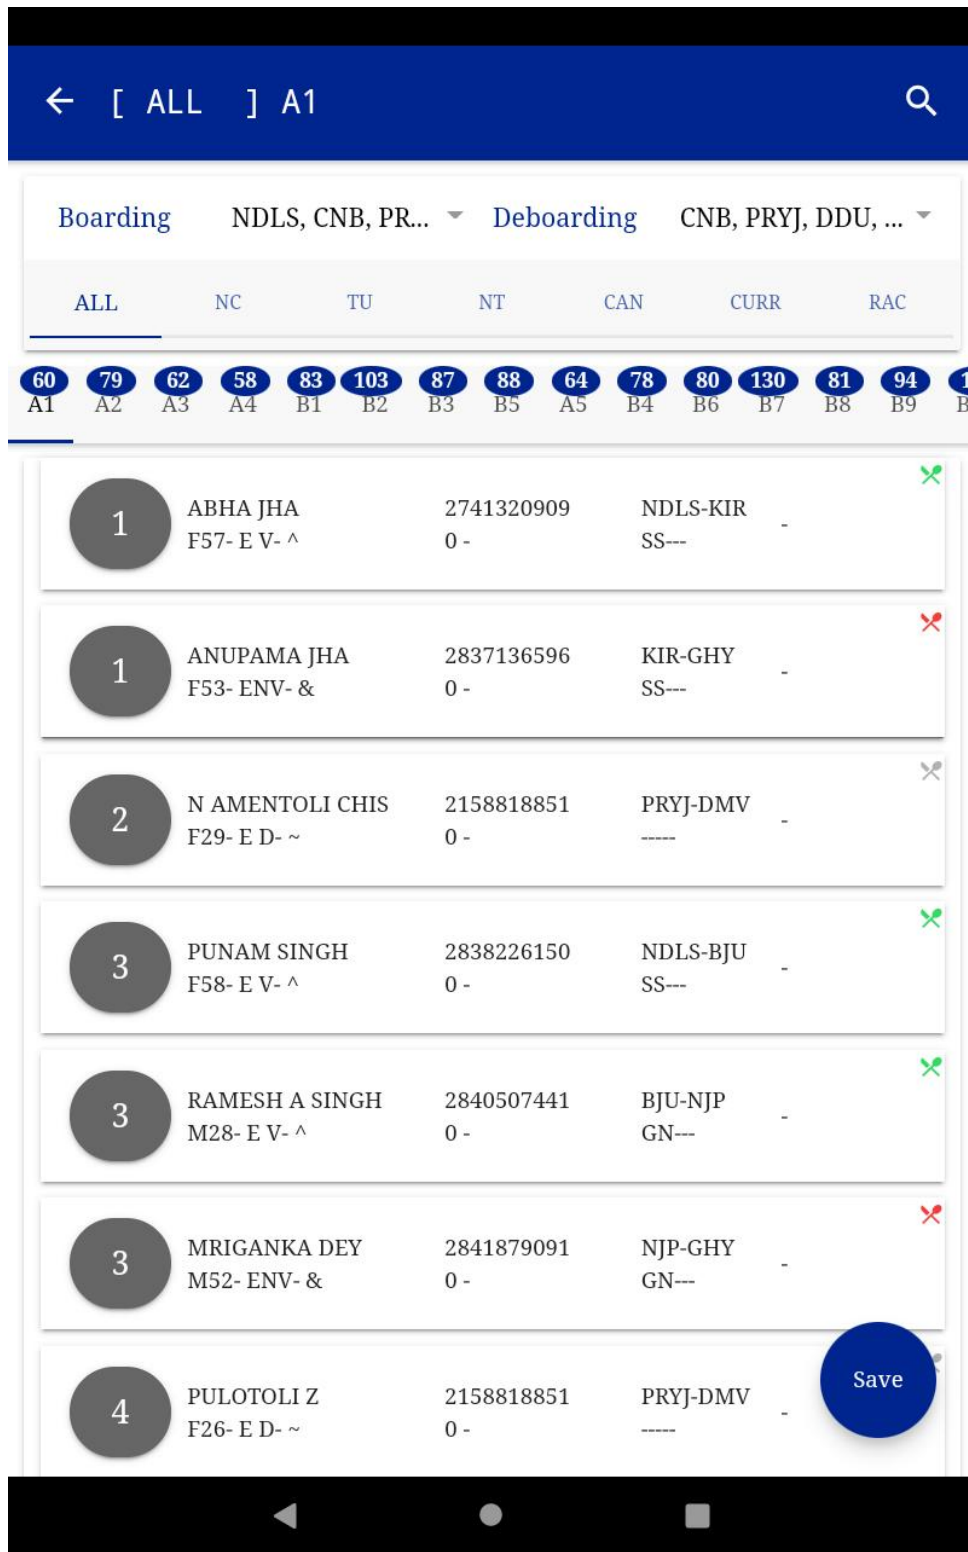 [ ALL ] A1
Boarding NDLS, CNB, PR... Deboarding CNB, PRYJ, DDU, ...
ALL NC TU NT CAN CURR RAC
60 79 62 58 83 103 87 88 64 78 80 130 81 94 1
A1 A2 A3 A4 B1 B2 B3 B5 A5 B4 B6 B7 B8 B9 B
1 ABHA JHA 2741320909 NDLS-KIR -
F57- E V- ^ 0 - SS---
1 ANUPAMA JHA 2837136596 KIR-GHY -
F53- ENV- & 0 - SS---
2 N AMENTOLI CHIS 2158818851 PRYJ-DMV -
F29- E D- ~ 0 - -----
3 PUNAM SINGH 2838226150 NDLS-BJU -
F58- E V- ^ 0 - SS---
3 RAMESH A SINGH 2840507441 BJU-NJP -
M28- E V- ^ 0 - GN---
3 MRIGANKA DEY 2841879091 NJP-GHY -
M52- ENV- & 0 - GN---
4 PULOTOLI Z 2158818851 PRYJ-DMV -
F26- E D- ~ 0 - -----
Save